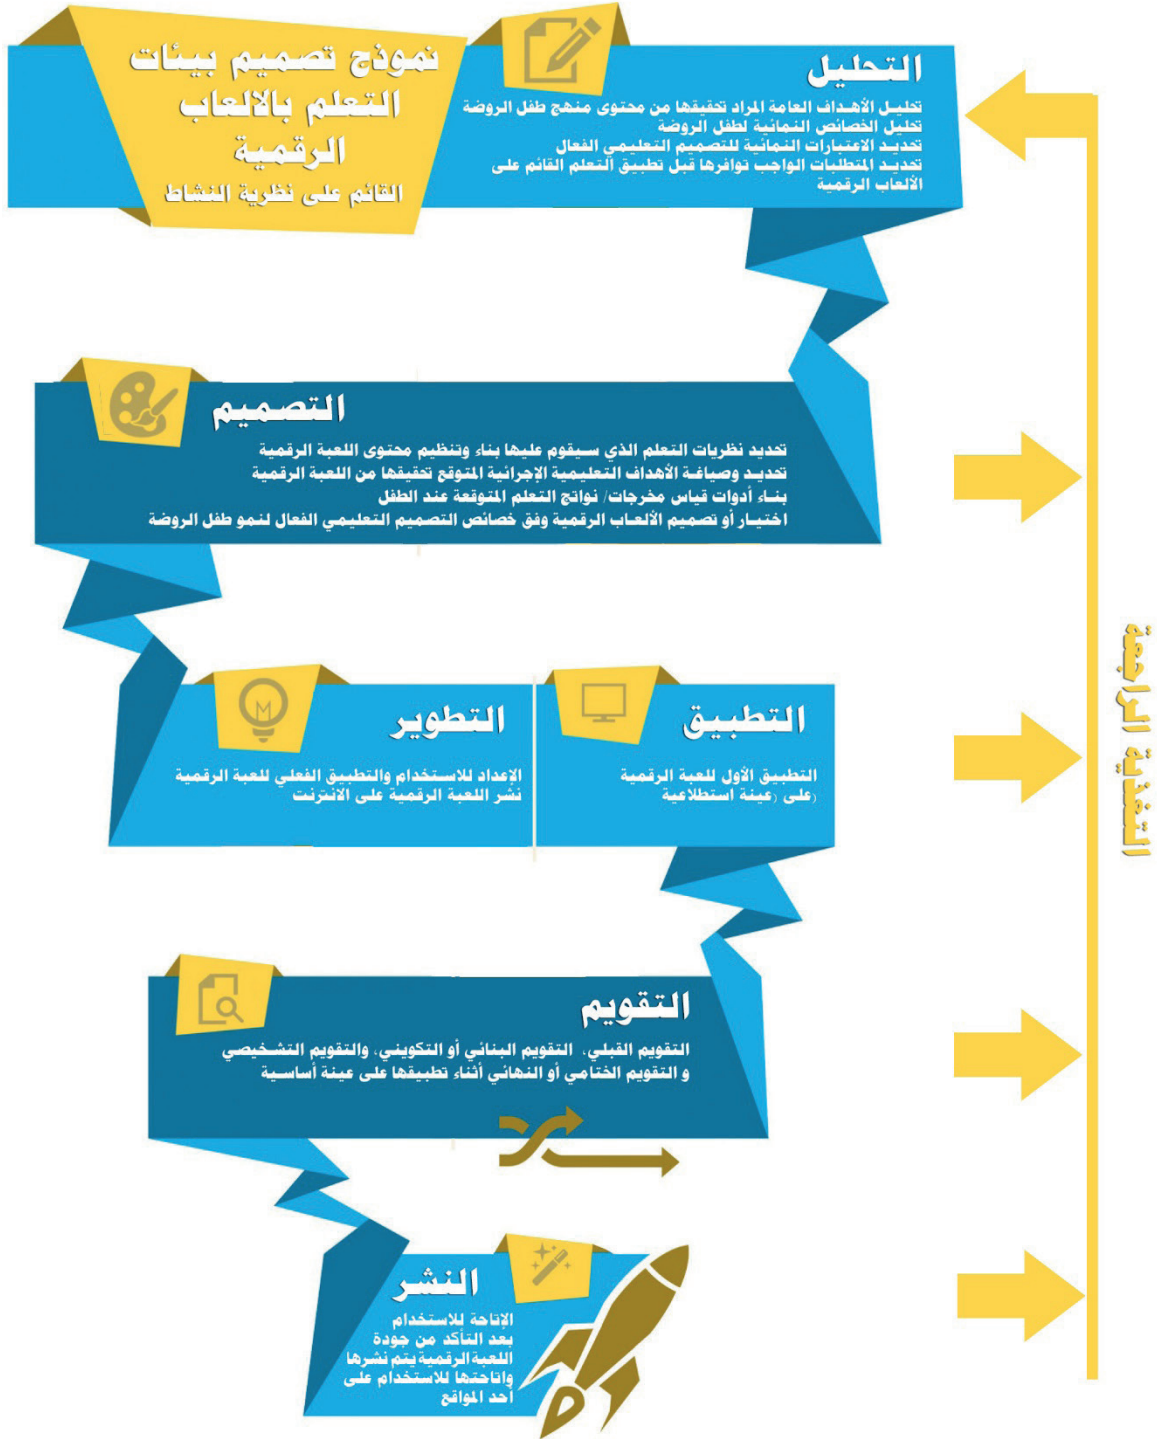 نموذج تصميم بيئات
التعلم بالالعاب
الرقمية
القائم على نظرية النشاط
التحليل
تحليل الأهداف العامة المراد تحقيقها من محتوى منهج طفل الروضة
تحليل الخصائص النمائية لطفل الروضة
تحديد الاعتبارات النمائية للتصميم التعليمي الفعال
تحديد المتطلبات الواجب توافرها قبل تطبيق التعلم القائم على
الألعاب الرقمية
التصميم
تحديد نظريات التعلم الذي سيقوم عليها بناء وتنظيم محتوى اللعبة الرقمية
تحديد وصياغة الأهداف التعليمية الإجرائية المتوقع تحقيقها من اللعبة الرقمية
بناء أدوات قياس مخرجات/ نواتج التعلم المتوقعة عند الطفل
اختيار أو تصميم الألعاب الرقمية وفق خصائص التصميم التعليمي الفعال لنمو طفل الروضة
التطبيق
التطبيق الأول للعبة الرقمية
(على (عينة استطلاعية
التطوير
الإعداد للاستخدام والتطبيق الفعلي للعبة الرقمية
نشر اللعبة الرقمية على الانترنت
التقويم
التقويم القبلي، التقويم البنائي أو التكويني، والتقويم التشخيصي
و التقويم الختامي أو النهائي أثناء تطبيقها على عينة أساسية
النشر
الإتاحة للاستخدام
بعد التأكد من جودة
اللعبة الرقمية يتم نشرها
واتاحتها للاستخدام على
أحد المواقع
التغذية الراجعة